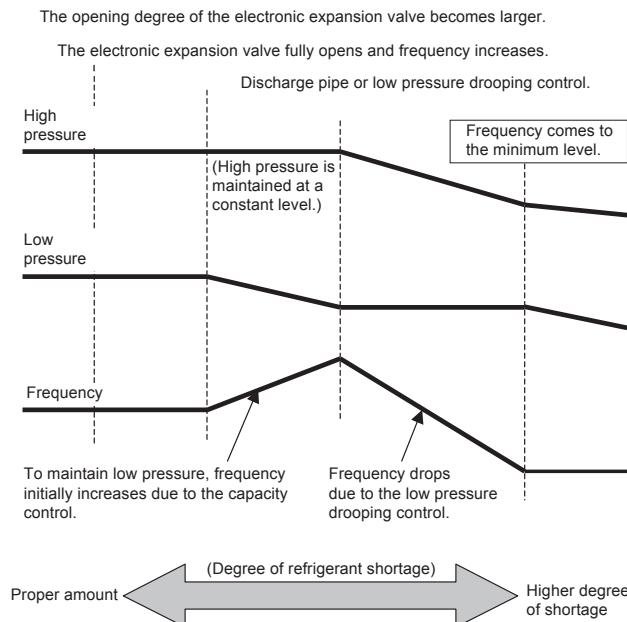 The opening degree of the electronic expansion valve becomes larger.
The electronic expansion valve fully opens and frequency increases.
Discharge pipe or low pressure drooping control.
High
pressure
Frequency comes to
the minimum level.
(High pressure is
maintained at a
constant level.)
Low
pressure
Frequency
To maintain low pressure, frequency
initially increases due to the capacity
control.
Frequency drops
due to the low pressure
drooping control.
(Degree of refrigerant shortage)
Proper amount
Higher degree
of shortage